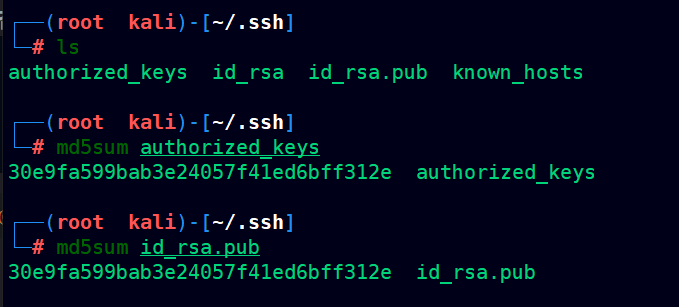 ┌──(root  kali)-[~/.ssh]
└─# ls
authorized_keys  id_rsa  id_rsa.pub  known_hosts
┌──(root  kali)-[~/.ssh]
└─# md5sum authorized_keys
30e9fa599bab3e24057f41ed6bff312e  authorized_keys
┌──(root  kali)-[~/.ssh]
└─# md5sum id_rsa.pub
30e9fa599bab3e24057f41ed6bff312e  id_rsa.pub